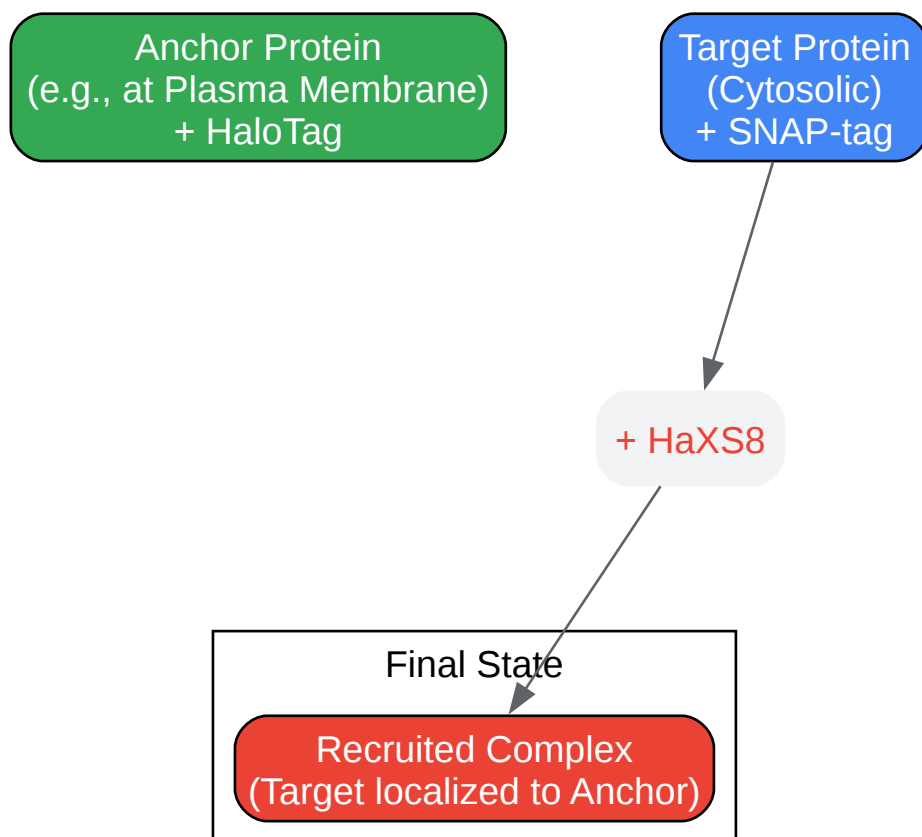 Anchor Protein
(e.g., at Plasma Membrane)
+ HaloTag
Target Protein
(Cytosolic)
+ SNAP-tag
+ HaXS8
Final State
Recruited Complex
(Target localized to Anchor)